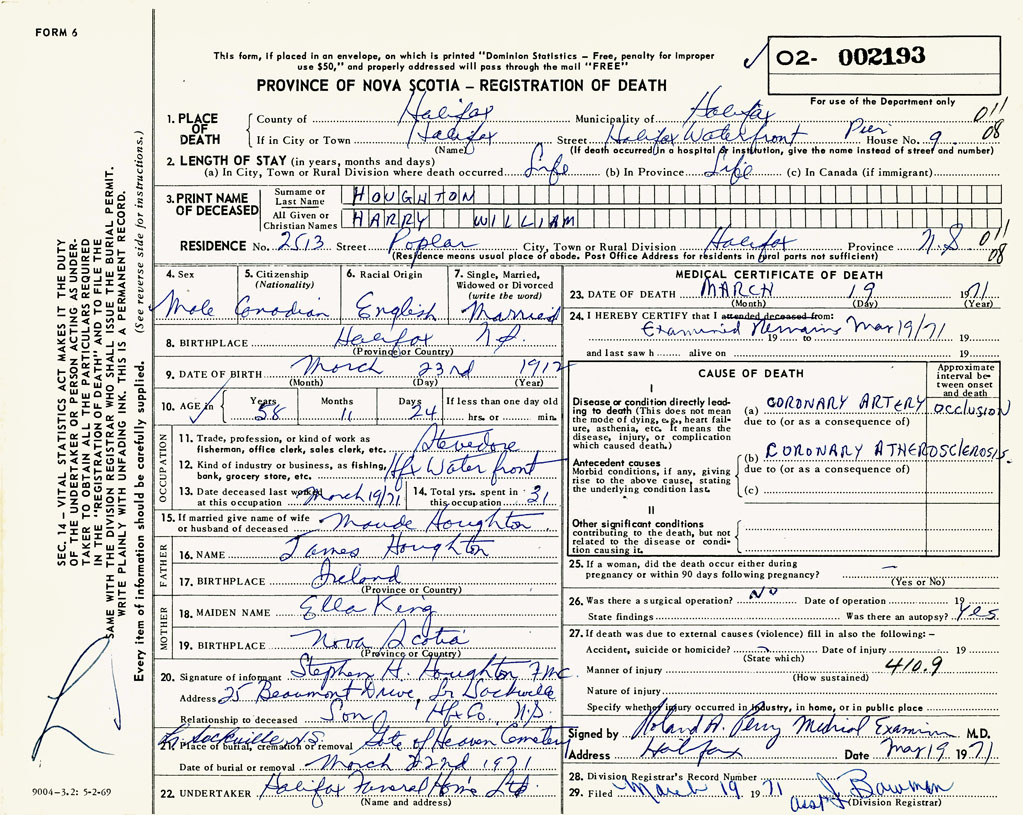 FORM 6
This form, if placed in an envelope, on which is printed "Dominion Statistics – Free, penalty for improper
use $50," and properly addressed will pass through the mail "FREE"
O2- 002193
PROVINCE OF NOVA SCOTIA – REGISTRATION OF DEATH
For use of the Department only
1. PLACE OF DEATH
County of Halifax Municipality of Halifax 011
If in City or Town Halifax Street Halifax Waterfront Pier House No. 9 08
(Name) (If death occurred in a hospital or institution, give the name instead of street and number)
2. LENGTH OF STAY (in years, months and days)
(a) In City, Town or Rural Division where death occurred Life (b) In Province Life (c) In Canada (if immigrant)
3. PRINT NAME OF DECEASED
Surname or Last Name HOUGHTON
All Given or Christian Names HARRY WILLIAM
RESIDENCE No. 2513 Street Poplar City, Town or Rural Division Halifax Province N.S 011
(Residence means usual place of abode. Post Office Address for residents in rural parts not sufficient) 08
4. Sex
Male
5. Citizenship
(Nationality)
Canadian
6. Racial Origin
English
7. Single, Married,
Widowed or Divorced
(write the word)
Married
8. BIRTHPLACE Halifax N.S.
(Province or Country)
9. DATE OF BIRTH March 23rd 1912
(Month) (Day) (Year)
10. AGE in Years 58 Months 11 Days 24 If less than one day old
hrs. or min.
OCCUPATION
11. Trade, profession, or kind of work as
fisherman, office clerk, sales clerk, etc. Stevedore
12. Kind of industry or business, as fishing,
bank, grocery store, etc. Hfx Water front
13. Date deceased last worked
at this occupation March 19/71
14. Total yrs. spent in
this occupation 31
15. If married give name of wife
or husband of deceased Maude Houghton
FATHER
16. NAME James Houghton
17. BIRTHPLACE Ireland
(Province or Country)
MOTHER
18. MAIDEN NAME Ella King
19. BIRTHPLACE Nova Scotia
(Province or Country)
20. Signature of informant Stephen H. Houghton
Address 25 Beaumont Drive, Lr Sackville
Relationship to deceased Son Hfx Co., N.S
Lr Sackville N.S.
21. Place of burial, cremation or removal Gate of Heaven Cemetery
Date of burial or removal March 22nd 1971
22. UNDERTAKER Halifax Funeral Home Ltd
(Name and address)
MEDICAL CERTIFICATE OF DEATH
23. DATE OF DEATH MARCH 19 1971
(Month) (Day) (Year)
24. I HEREBY CERTIFY that I attended deceased from:
Examined Remains Mar 19/71
19 to 19
and last saw h alive on 19
CAUSE OF DEATH
Approximate
interval be-
tween onset
and death
I
Disease or condition directly lead-
ing to death (This does not mean
the mode of dying, e.g., heart fail-
ure, asthenia, etc. It means the
disease, injury, or complication
which caused death.)
(a) CORONARY ARTERY OCCLUSION
due to (or as a consequence of)
Antecedent causes
Morbid conditions, if any, giving
rise to the above cause, stating
the underlying condition last.
(b) CORONARY ATHEROSCLEROSIS.
due to (or as a consequence of)
(c)
II
Other significant conditions
contributing to the death, but not
related to the disease or condi-
tion causing it.
25. If a woman, did the death occur either during
pregnancy or within 90 days following pregnancy? –
(Yes or No)
26. Was there a surgical operation? No Date of operation 19
State findings Was there an autopsy? Yes.
27. If death was due to external causes (violence) fill in also the following:–
Accident, suicide or homicide? Date of injury 19
(State which)
Manner of injury 410.9
(How sustained)
Nature of injury
Specify whether injury occurred in industry, in home, or in public place
Signed by Roland A. Perry Medical Examiner M.D.
Address Halifax Date Mar 19 1971
28. Division Registrar's Record Number
29. Filed March 19 1971 J. Bowman
asst (Division Registrar)
SEC. 14 – VITAL STATISTICS ACT MAKES IT THE DUTY
OF THE UNDERTAKER OR PERSON ACTING AS UNDER-
TAKER TO OBTAIN ALL THE PARTICULARS REQUIRED
IN THE "REGISTRATION OF DEATH" AND TO FILE THE
SAME WITH THE DIVISION REGISTRAR WHO SHALL ISSUE THE BURIAL PERMIT.
WRITE PLAINLY WITH UNFADING INK. THIS IS A PERMANENT RECORD.
Every item of information should be carefully supplied. (See reverse side for instructions.)
9004-3.2: 5-2-69